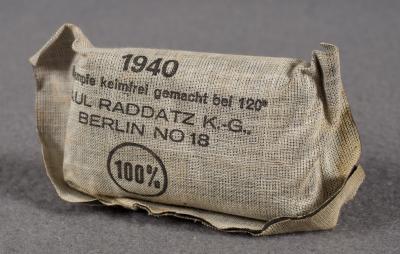 1940
keimfrei gemacht bei 120°
RADDATZ K.-G.,
BERLIN NO 18
100%